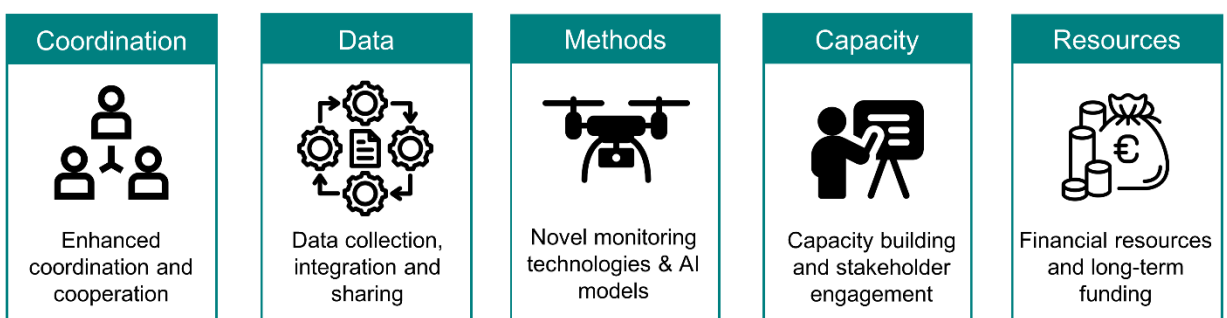 Coordination
Enhanced
coordination and
cooperation
Data
Data collection,
integration and
sharing
Methods
Novel monitoring
technologies & AI
models
Capacity
Capacity building
and stakeholder
engagement
Resources
€
Financial resources
and long-term
funding